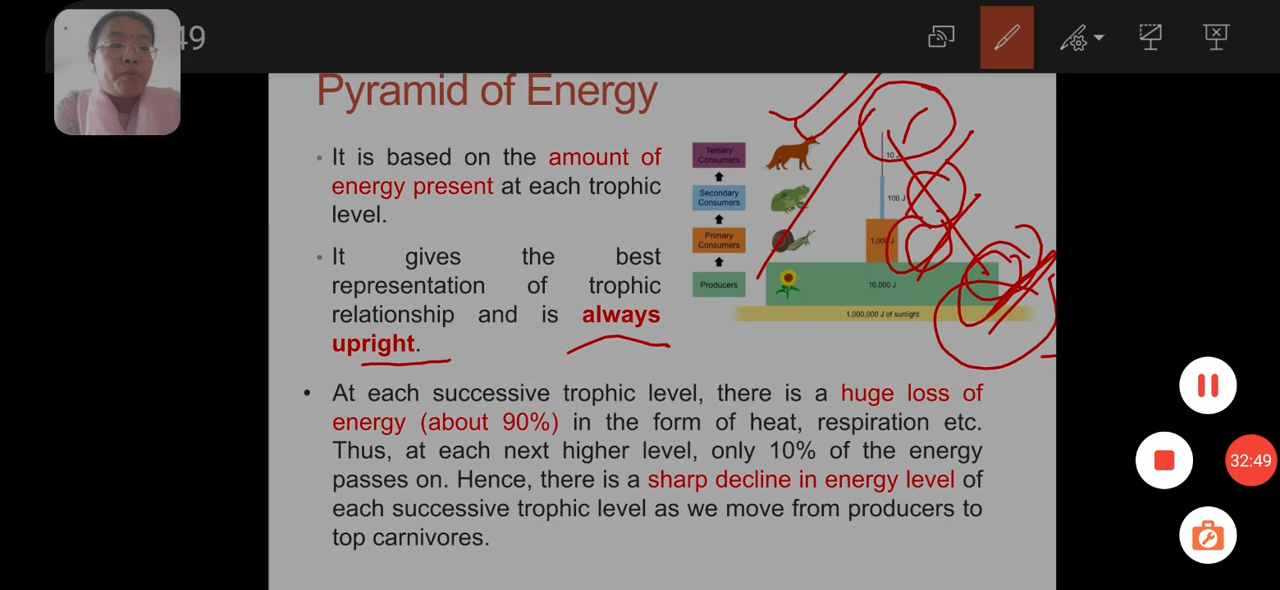 49
Pyramid of Energy
• It is based on the amount of
energy present at each trophic
level.
• It gives the best
representation of trophic
relationship and is always
upright.
Tertiary
Consumers
Secondary
Consumers
Primary
Consumers
Producers
10
100 J
1,000 J
10,000 J
1,000,000 J of sunlight
• At each successive trophic level, there is a huge loss of
energy (about 90%) in the form of heat, respiration etc.
Thus, at each next higher level, only 10% of the energy
passes on. Hence, there is a sharp decline in energy level of
each successive trophic level as we move from producers to
top carnivores.
32:49